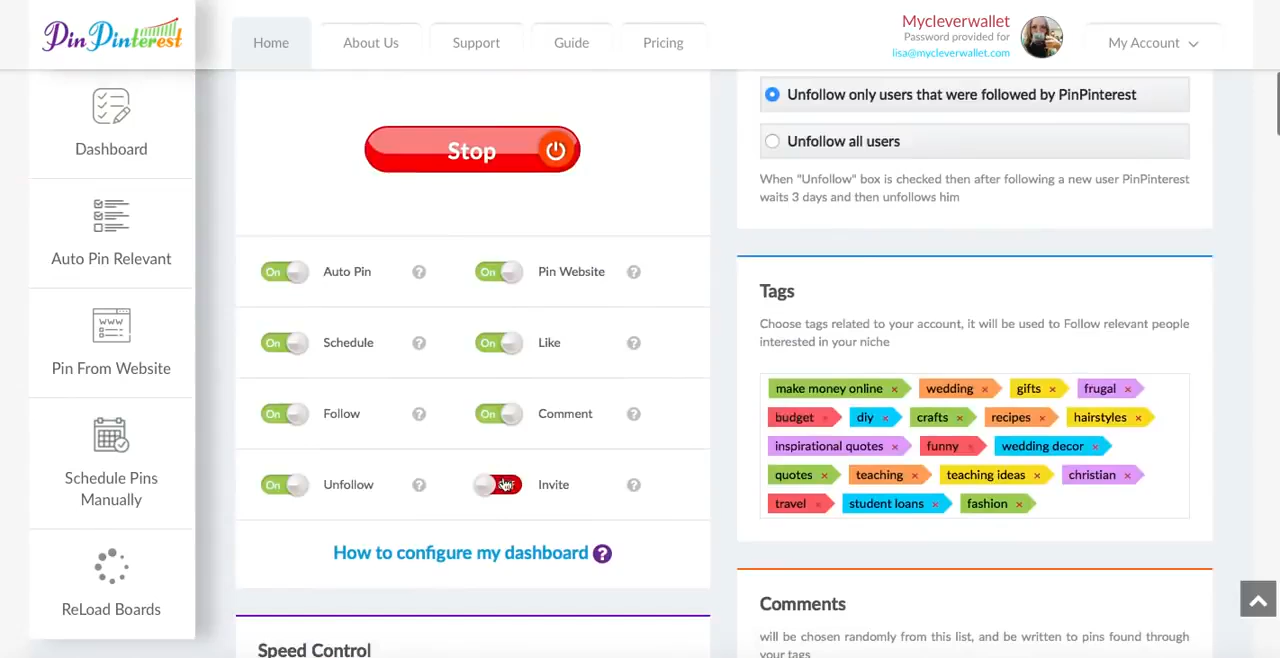 PinPinterest
Home
About Us
Support
Guide
Pricing
Mycleverwallet
Password provided for
lisa@mycleverwallet.com
My Account
Dashboard
Auto Pin Relevant
www
Pin From Website
Schedule Pins
Manually
ReLoad Boards
Stop
On Auto Pin ?
On Pin Website ?
On Schedule ?
On Like ?
On Follow ?
On Comment ?
On Unfollow ?
Invite ?
How to configure my dashboard ?
Speed Control
Unfollow only users that were followed by PinPinterest
Unfollow all users
When "Unfollow" box is checked then after following a new user PinPinterest
waits 3 days and then unfollows him
Tags
Choose tags related to your account, it will be used to Follow relevant people
interested in your niche
make money online × wedding × gifts × frugal ×
budget × diy × crafts × recipes × hairstyles ×
inspirational quotes × funny × wedding decor ×
quotes × teaching × teaching ideas × christian ×
travel × student loans × fashion ×
Comments
will be chosen randomly from this list, and be written to pins found through
your tags